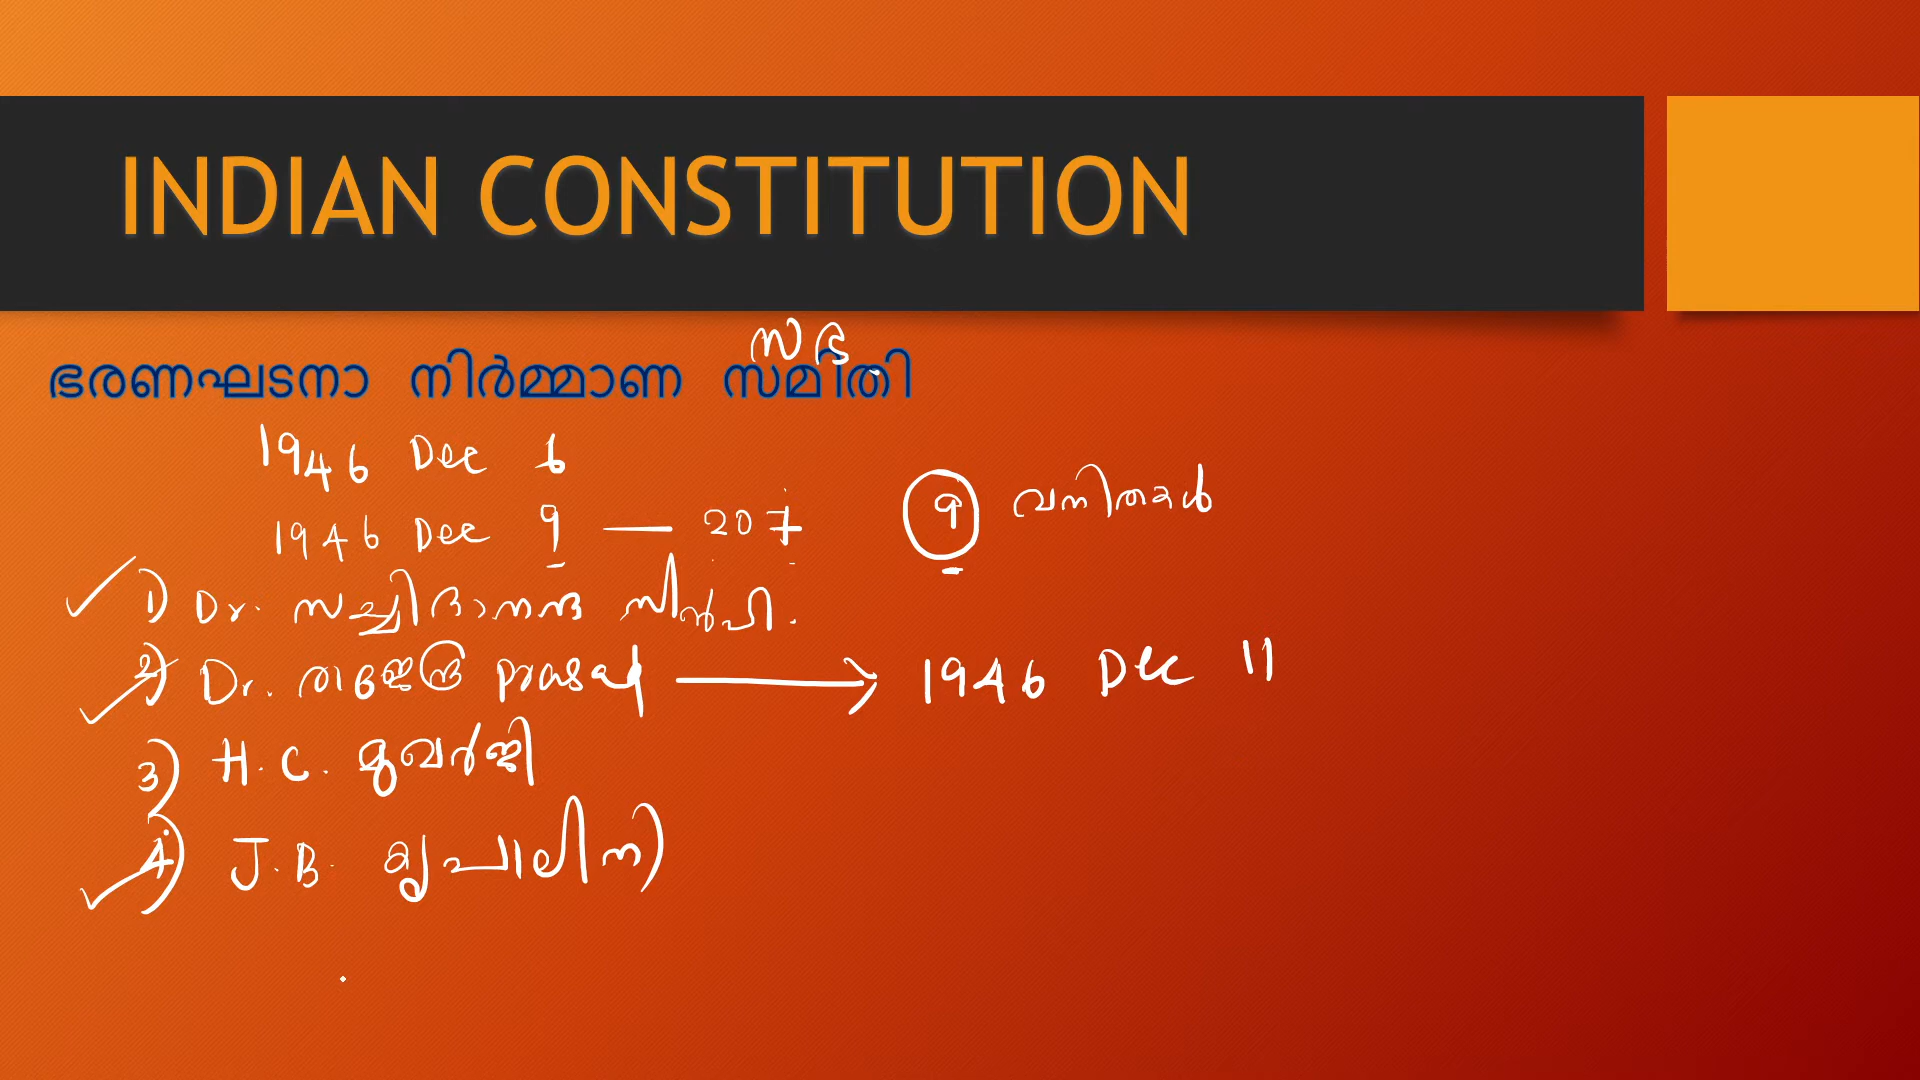 INDIAN CONSTITUTION
സഭ
ഭരണഘടനാ നിർമ്മാണ സമിതി
1946 Dec 6
1946 Dec 9 — 207
9 വനിതകൾ
1) Dr. സച്ചിദാനന്ദ സിൻഹ.
2) Dr. രാജേന്ദ്ര prasad → 1946 Dec 11
3) H.C. മുഖർജി
4) J.B. കൃപാലിനി